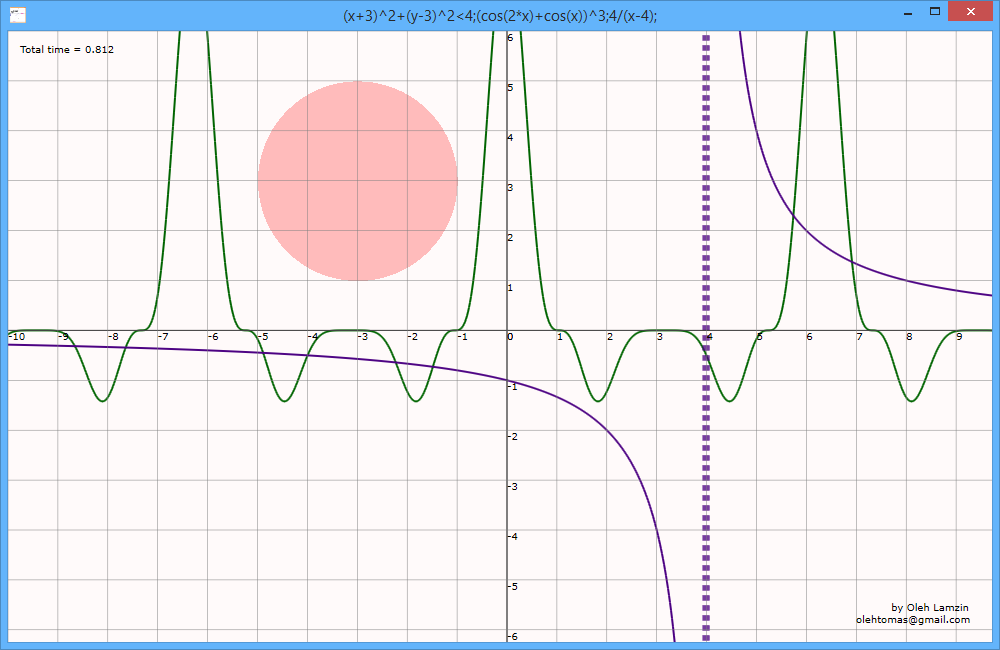 (x+3)^2+(y-3)^2<4;(cos(2*x)+cos(x))^3;4/(x-4);
Total time = 0.812
6
5
4
3
2
1
-10 -9 -8 -7 -6 -5 -4 -3 -2 -1 0 1 2 3 4 5 6 7 8 9
-1
-2
-3
-4
-5
-6
by Oleh Lamzin
olehtomas@gmail.com